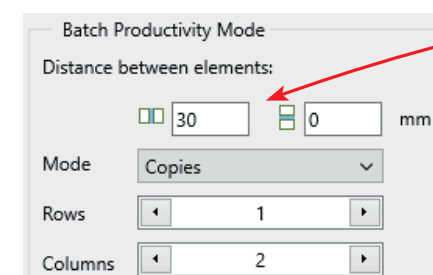 Batch Productivity Mode
Distance between elements:
30 0 mm
Mode Copies
Rows 1
Columns 2